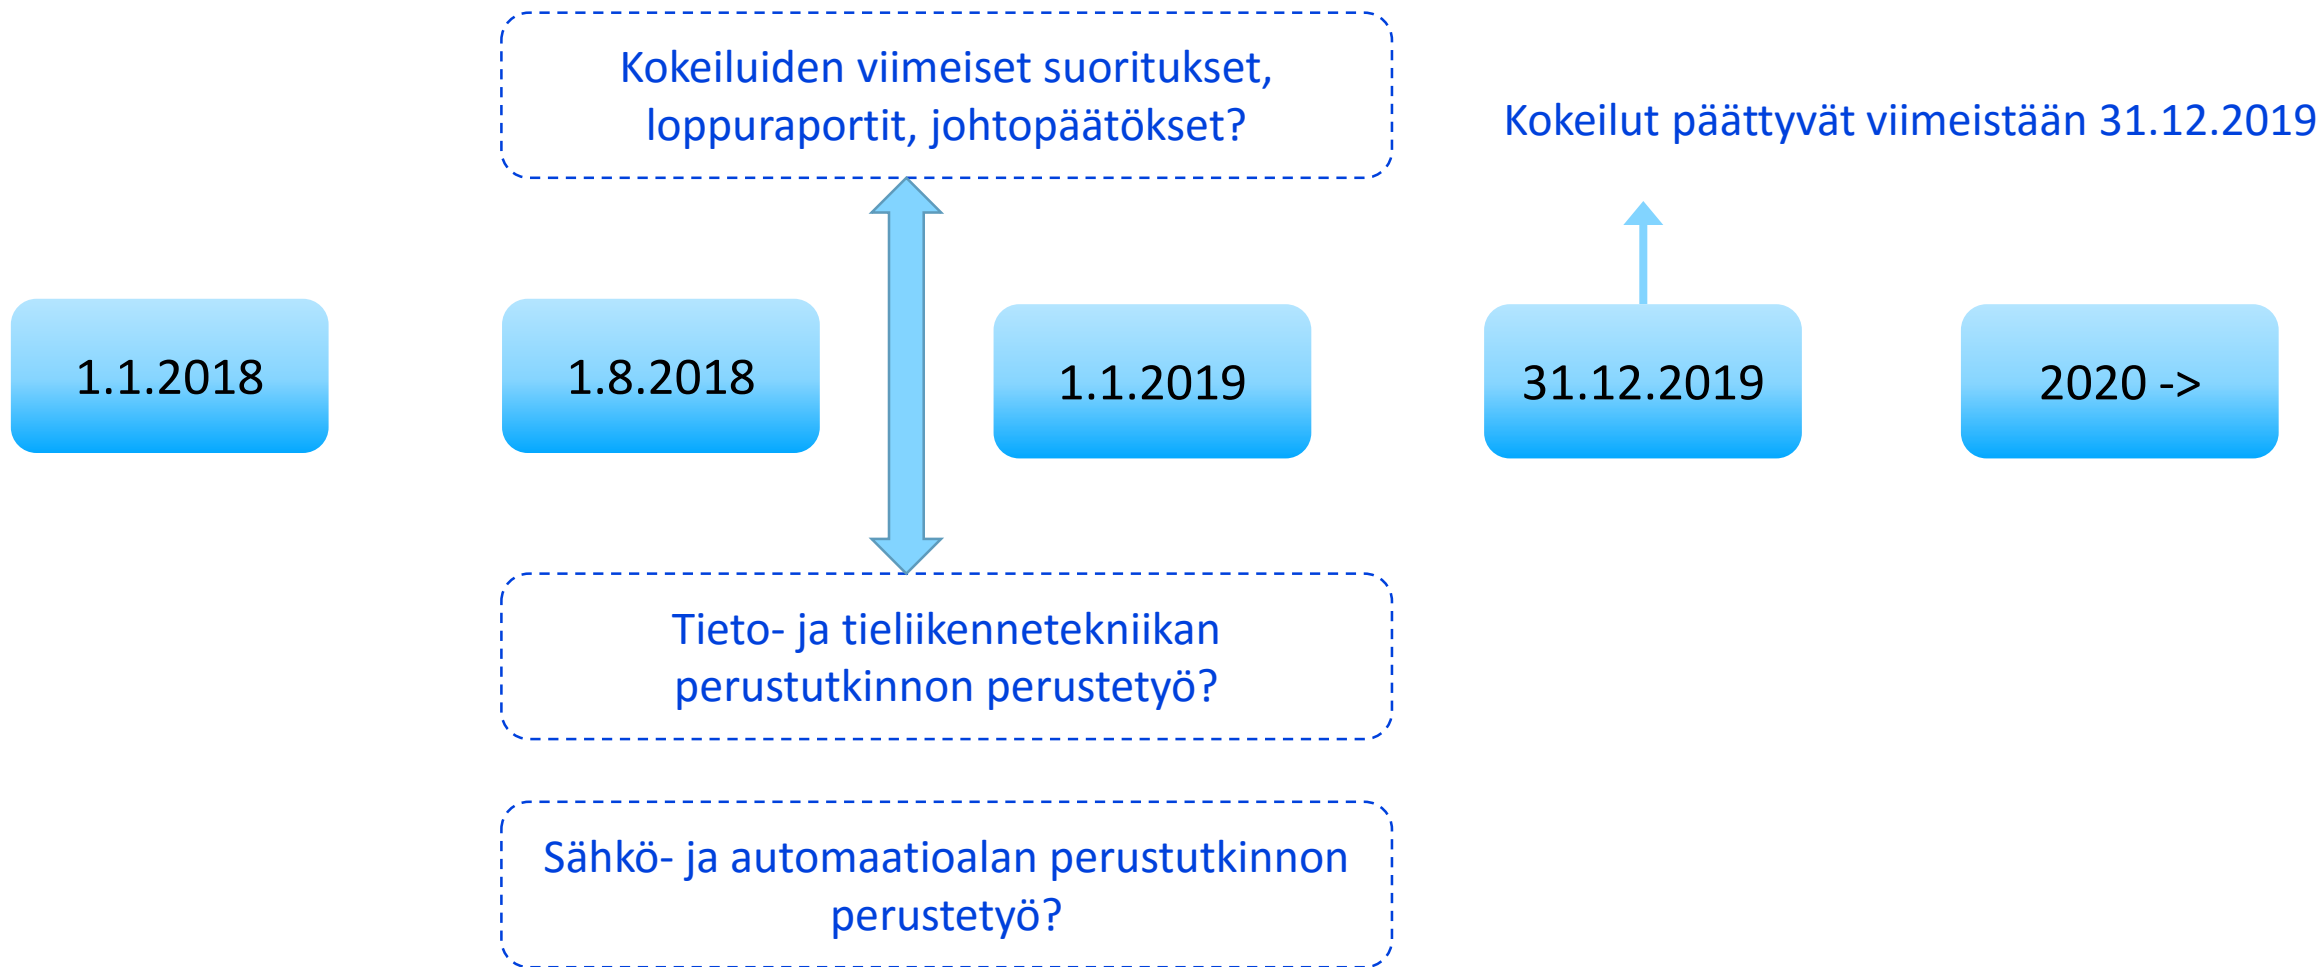 Kokeiluiden viimeiset suoritukset,
loppuraportit, johtopäätökset?
Kokeilut päättyvät viimeistään 31.12.2019
1.1.2018
1.8.2018
1.1.2019
31.12.2019
2020 ->
Tieto- ja tieliikennetekniikan
perustutkinnon perustetyö?
Sähkö- ja automaatioalan perustutkinnon
perustetyö?